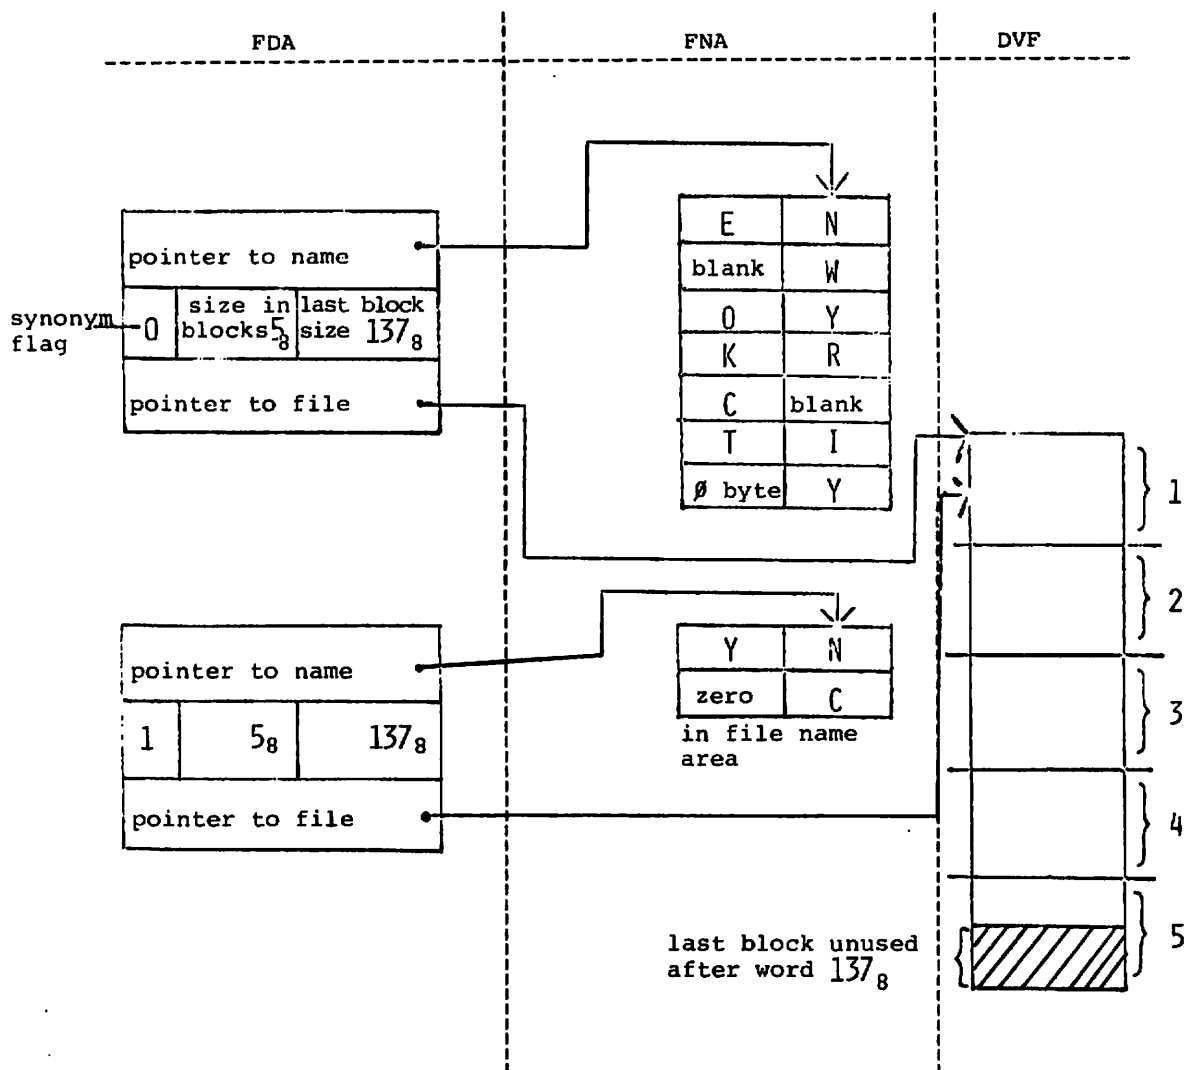 FDA FNA DVF
pointer to name
synonym
flag
0
size in
blocks 5₈
last block
size 137₈
pointer to file
E N
blank W
O Y
K R
C blank
T I
Ø byte Y
1
2
3
4
5
pointer to name
1 5₈ 137₈
pointer to file
Y N
zero C
in file name
area
last block unused
after word 137₈